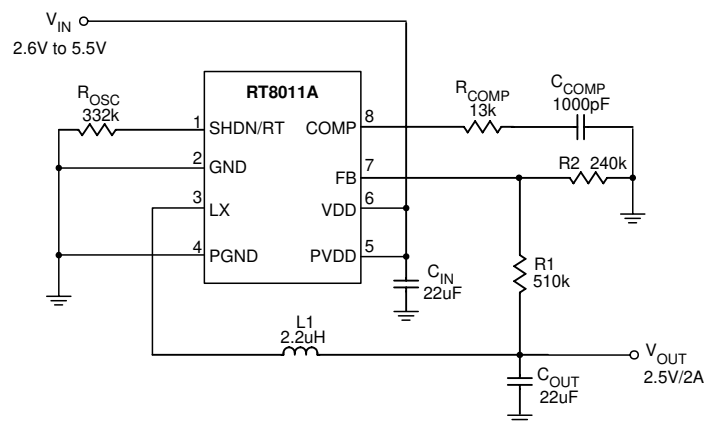 V_IN
2.6V to 5.5V
R_OSC
332k
RT8011A
1 SHDN/RT
2 GND
3 LX
4 PGND
COMP 8
FB 7
VDD 6
PVDD 5
R_COMP
13k
C_COMP
1000pF
R2 240k
C_IN
22uF
R1
510k
L1
2.2uH
V_OUT
2.5V/2A
C_OUT
22uF